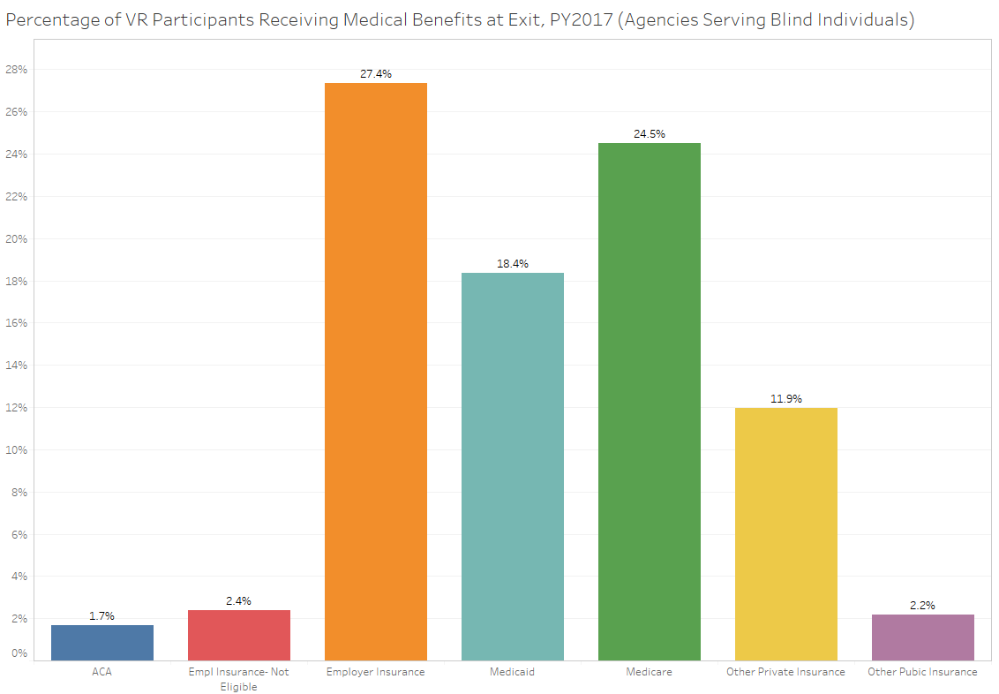 Percentage of VR Participants Receiving Medical Benefits at Exit, PY2017 (Agencies Serving Blind Individuals)
28%
26%
24%
22%
20%
18%
16%
14%
12%
10%
8%
6%
4%
2%
0%
1.7%
2.4%
27.4%
18.4%
24.5%
11.9%
2.2%
ACA
Empl Insurance- Not
Eligible
Employer Insurance
Medicaid
Medicare
Other Private Insurance
Other Pubic Insurance